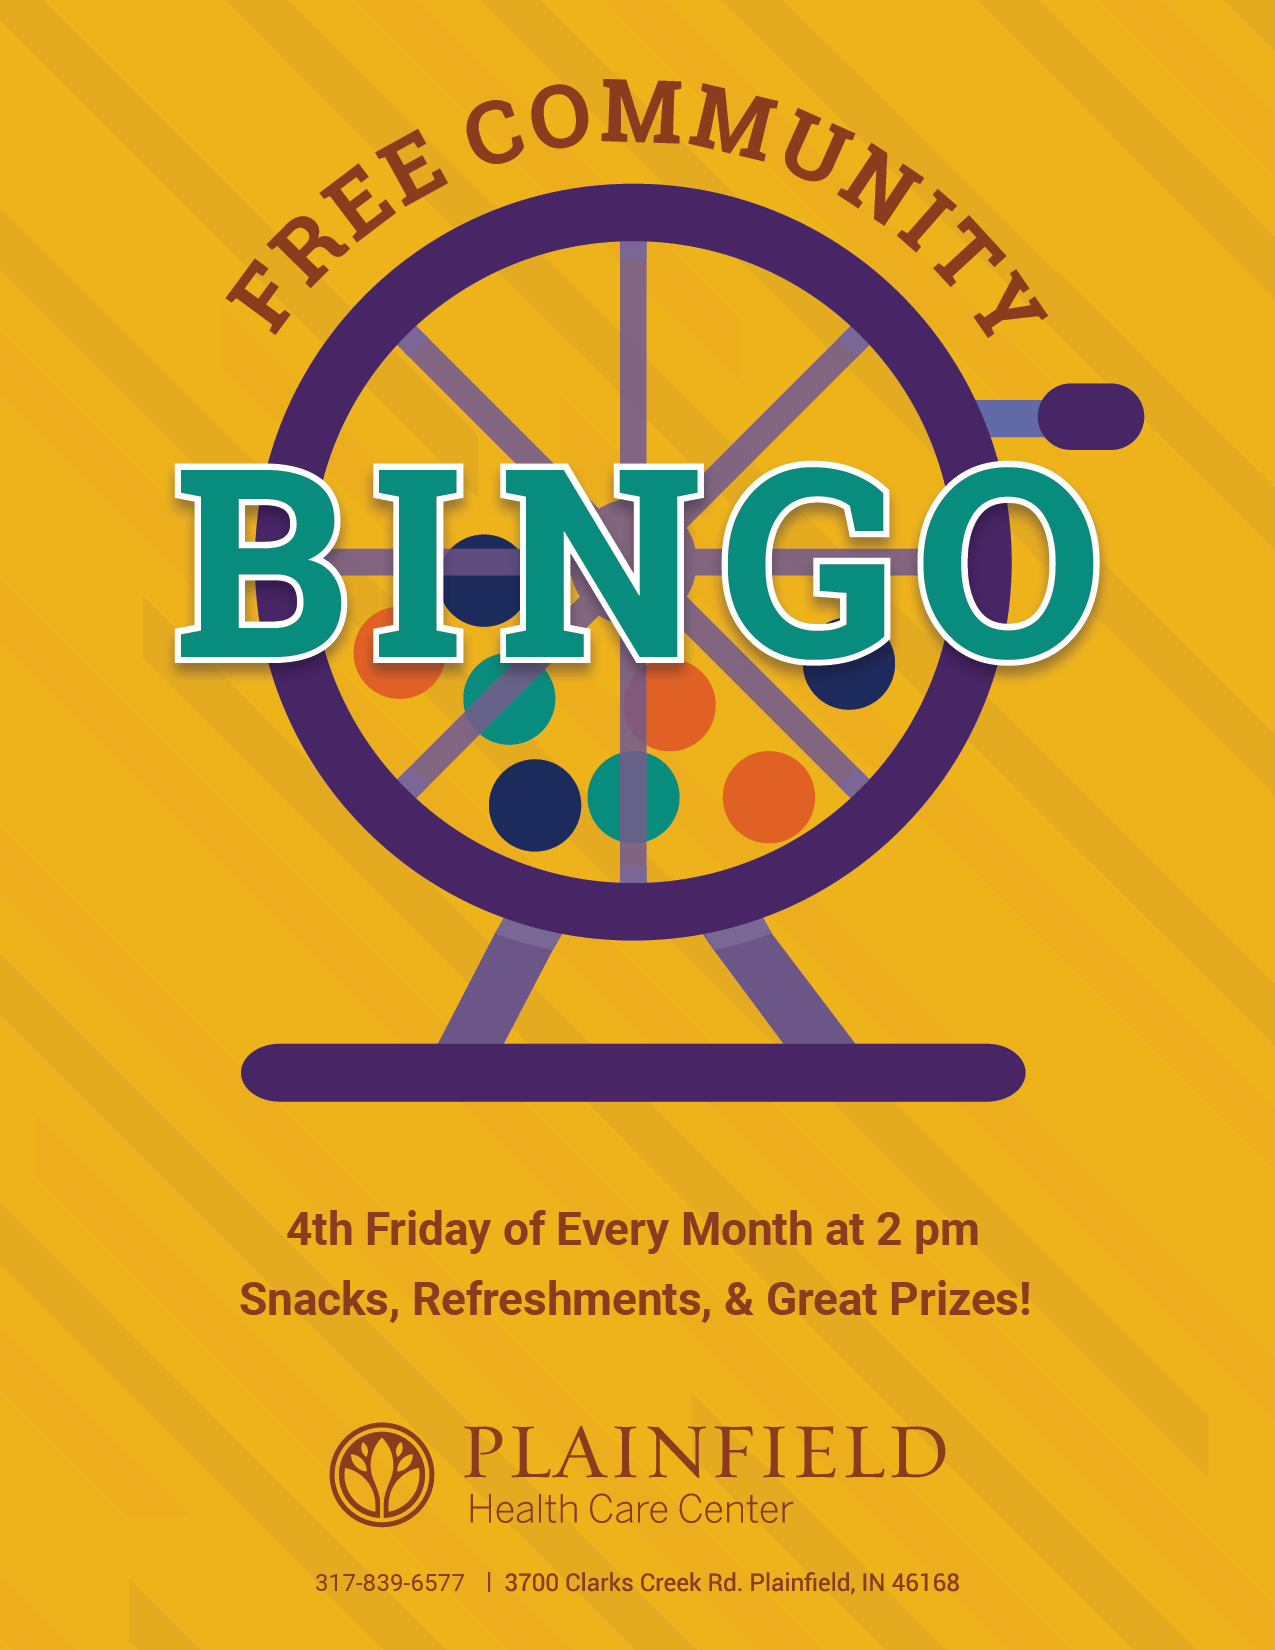 FREE COMMUNITY
BINGO
4th Friday of Every Month at 2 pm
Snacks, Refreshments, & Great Prizes!
PLAINFIELD
Health Care Center
317-839-6577 | 3700 Clarks Creek Rd. Plainfield, IN 46168